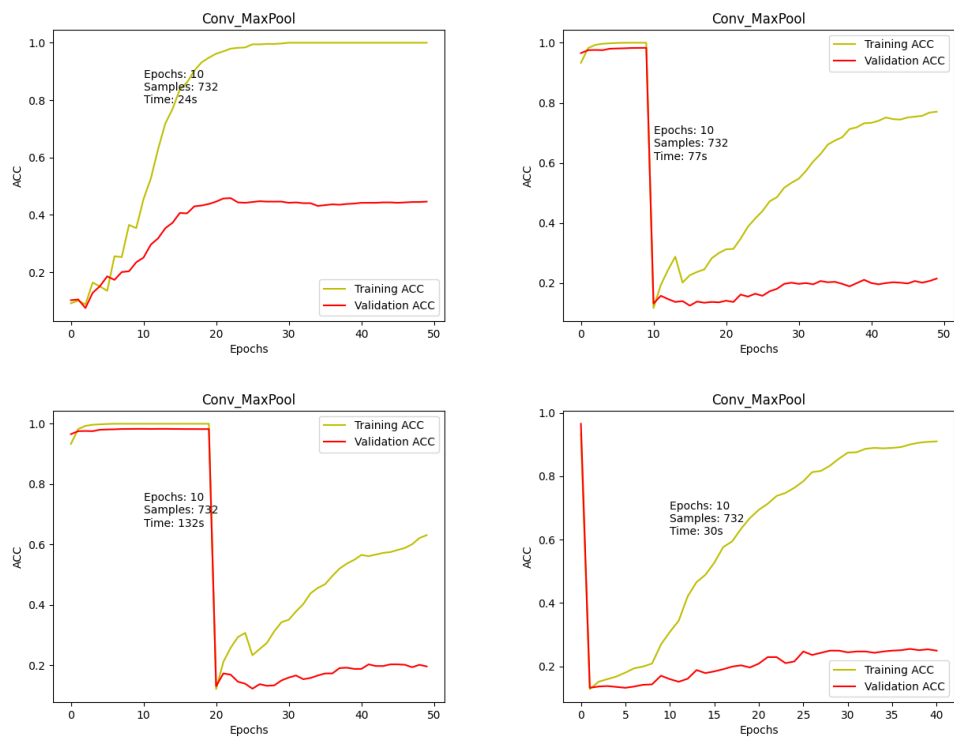 Conv_MaxPool
1.0
0.8
0.6
0.4
0.2
ACC
Epochs: 10
Samples: 732
Time: 24s
Training ACC
Validation ACC
0
10
20
30
40
50
Epochs
Conv_MaxPool
1.0
0.8
0.6
0.4
0.2
ACC
Training ACC
Validation ACC
Epochs: 10
Samples: 732
Time: 77s
0
10
20
30
40
50
Epochs
Conv_MaxPool
1.0
0.8
0.6
0.4
0.2
ACC
Training ACC
Validation ACC
Epochs: 10
Samples: 732
Time: 132s
0
10
20
30
40
50
Epochs
Conv_MaxPool
1.0
0.8
0.6
0.4
0.2
ACC
Epochs: 10
Samples: 732
Time: 30s
Training ACC
Validation ACC
0
5
10
15
20
25
30
35
40
Epochs